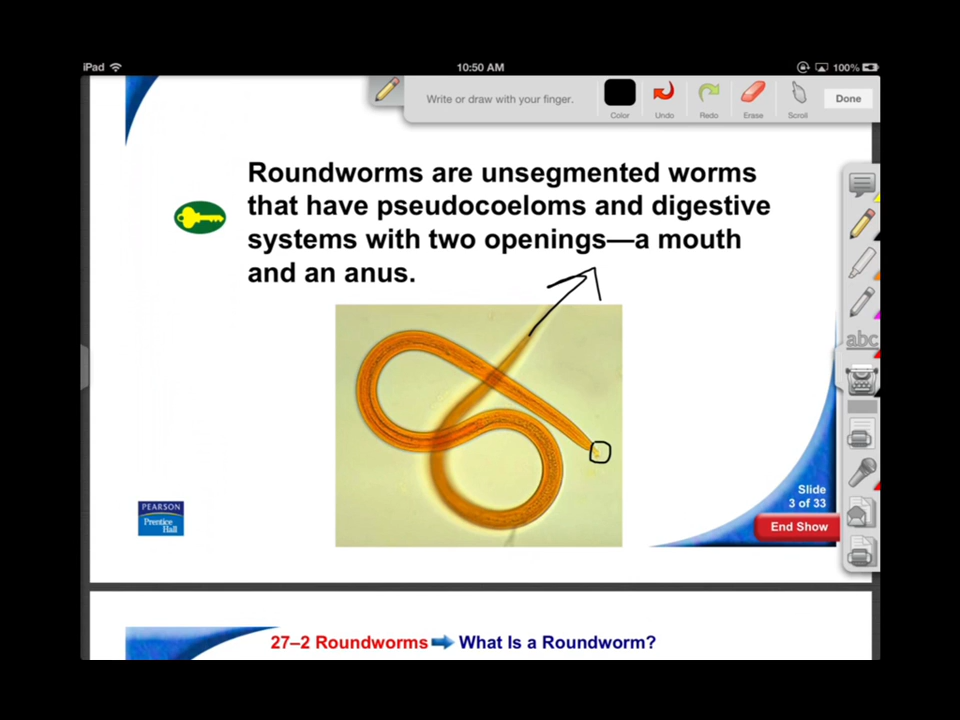 iPad
10:50 AM
100%
Write or draw with your finger.
Color
Undo
Redo
Erase
Scroll
Done
Roundworms are unsegmented worms
that have pseudocoeloms and digestive
systems with two openings—a mouth
and an anus.
abc
PEARSON
Prentice
Hall
Slide
3 of 33
End Show
27–2 Roundworms
What Is a Roundworm?